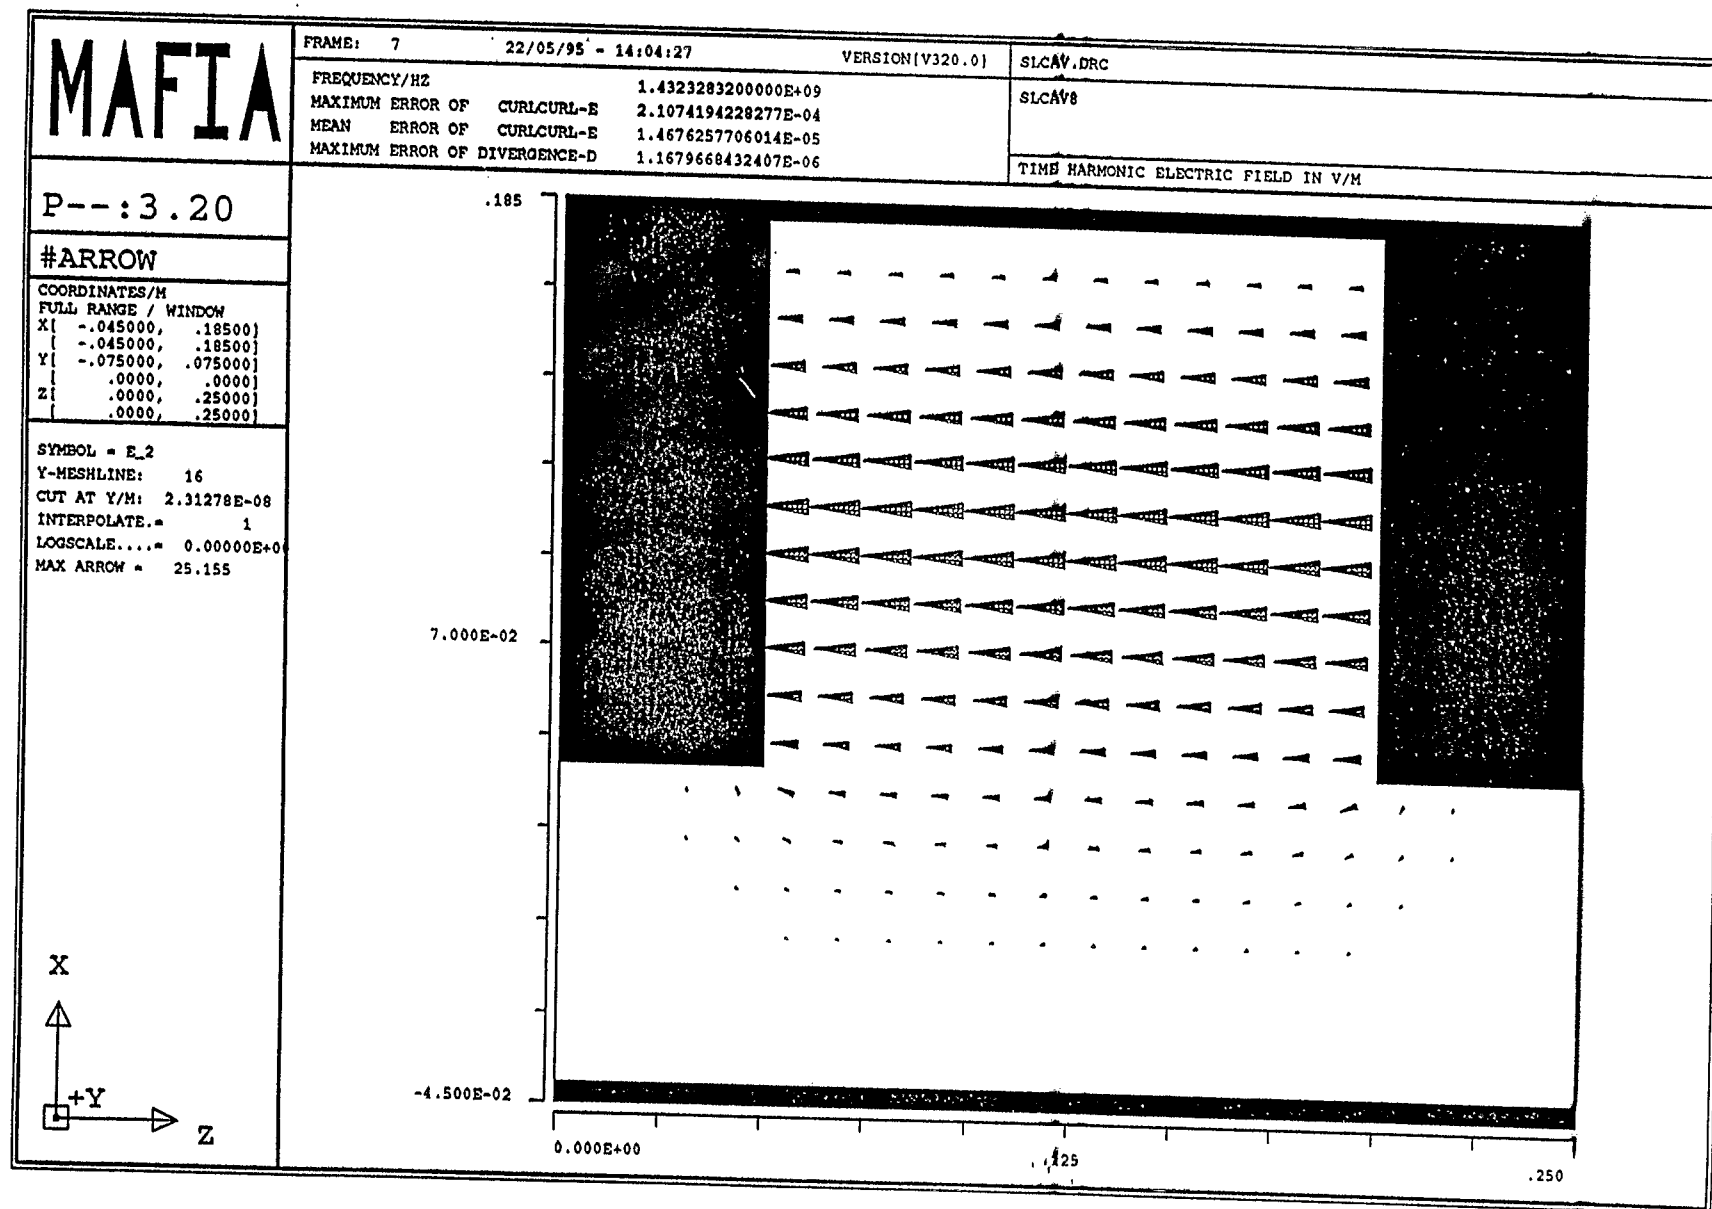 MAFIA
FRAME: 7 22/05/95 - 14:04:27 VERSION[V320.0]
FREQUENCY/HZ 1.4323283200000E+09
MAXIMUM ERROR OF CURLCURL-E 2.1074194228277E-04
MEAN ERROR OF CURLCURL-E 1.4676257706014E-05
MAXIMUM ERROR OF DIVERGENCE-D 1.1679668432407E-06
SLCAV.DRC
SLCAV8
TIME HARMONIC ELECTRIC FIELD IN V/M
P--:3.20
#ARROW
COORDINATES/M
FULL RANGE / WINDOW
X[ -.045000, .18500]
[ -.045000, .18500]
Y[ -.075000, .075000]
[ .0000, .0000]
Z[ .0000, .25000]
[ .0000, .25000]
SYMBOL = E_2
Y-MESHLINE: 16
CUT AT Y/M: 2.31278E-08
INTERPOLATE.= 1
LOGSCALE....= 0.00000E+00
MAX ARROW = 25.155
X
+Y
Z
.185
7.000E-02
-4.500E-02
0.000E+00
.125
.250